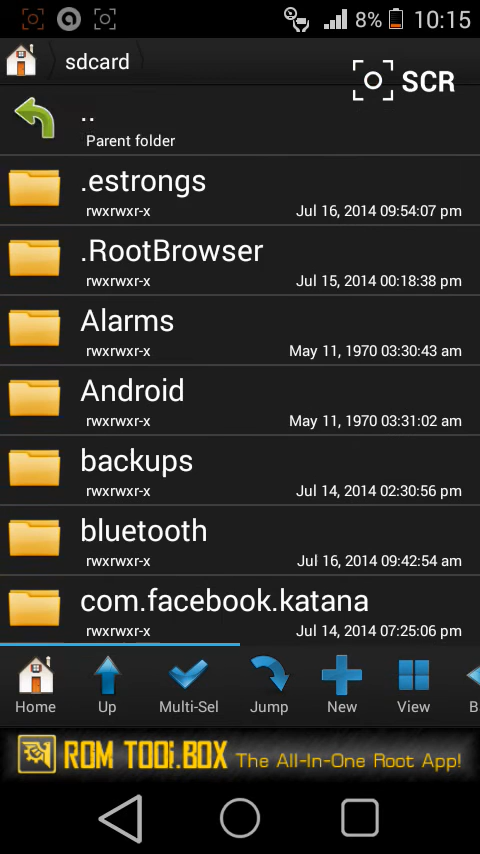 8% 10:15
sdcard
SCR
..
Parent folder
.estrongs
rwxrwxr-x Jul 16, 2014 09:54:07 pm
.RootBrowser
rwxrwxr-x Jul 15, 2014 00:18:38 pm
Alarms
rwxrwxr-x May 11, 1970 03:30:43 am
Android
rwxrwxr-x May 11, 1970 03:31:02 am
backups
rwxrwxr-x Jul 14, 2014 02:30:56 pm
bluetooth
rwxrwxr-x Jul 16, 2014 09:42:54 am
com.facebook.katana
rwxrwxr-x Jul 14, 2014 07:25:06 pm
Home Up Multi-Sel Jump New View B
ROM TOOLBOX The All-In-One Root App!